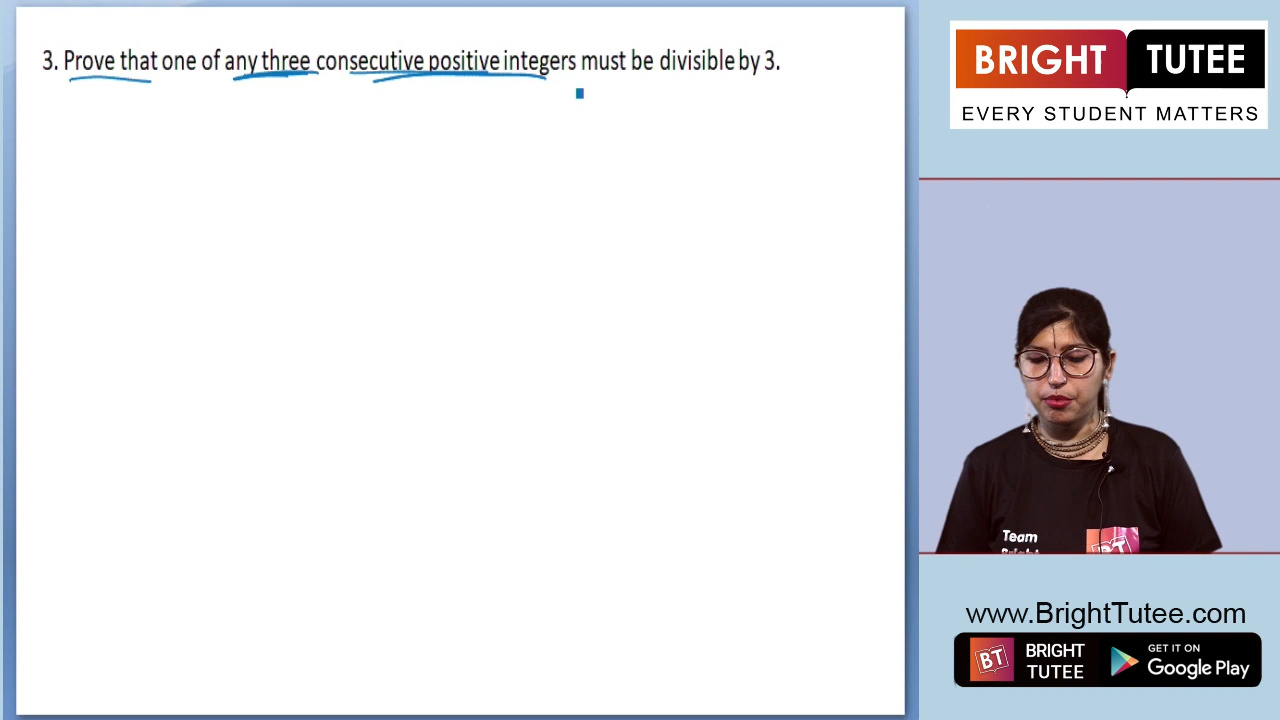 3. Prove that one of any three consecutive positive integers must be divisible by 3.
BRIGHT TUTEE
EVERY STUDENT MATTERS
Team
BT
www.BrightTutee.com
BT
BRIGHT
TUTEE
GET IT ON
Google Play